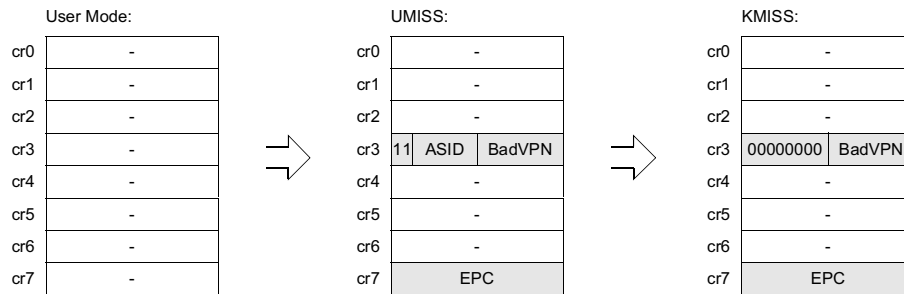 User Mode: UMISS: KMISS:
cr0 - cr0 - cr0 -
cr1 - cr1 - cr1 -
cr2 - cr2 - cr2 -
cr3 - cr3 11 ASID BadVPN cr3 00000000 BadVPN
cr4 - cr4 - cr4 -
cr5 - cr5 - cr5 -
cr6 - cr6 - cr6 -
cr7 - cr7 EPC cr7 EPC